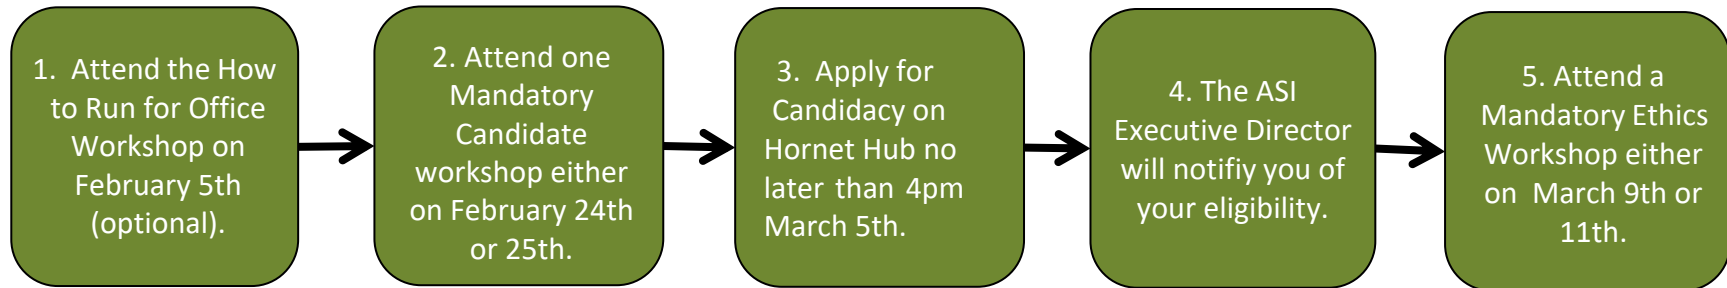 1. Attend the How
to Run for Office
Workshop on
February 5th
(optional).
2. Attend one
Mandatory
Candidate
workshop either
on February 24th
or 25th.
3. Apply for
Candidacy on
Hornet Hub no
later than 4pm
March 5th.
4. The ASI
Executive Director
will notifiy you of
your eligibility.
5. Attend a
Mandatory Ethics
Workshop either
on March 9th or
11th.